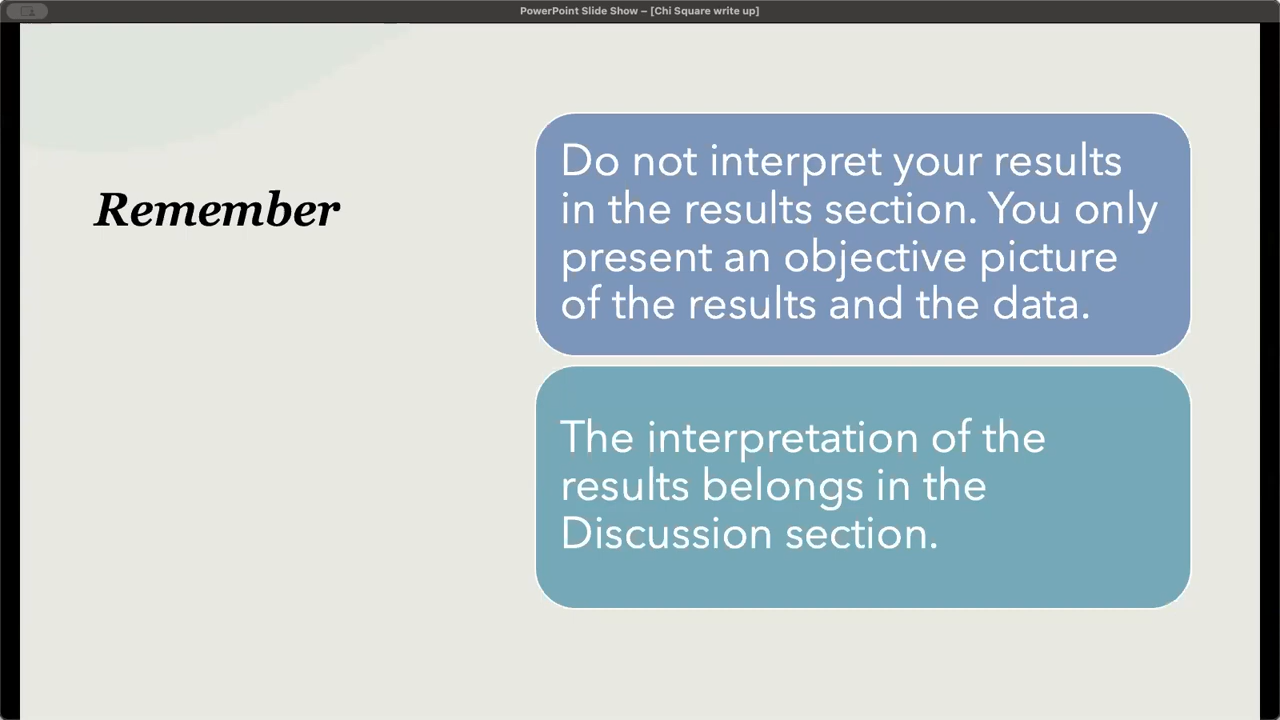 PowerPoint Slide Show – [Chi Square write up]
Remember
Do not interpret your results
in the results section. You only
present an objective picture
of the results and the data.
The interpretation of the
results belongs in the
Discussion section.